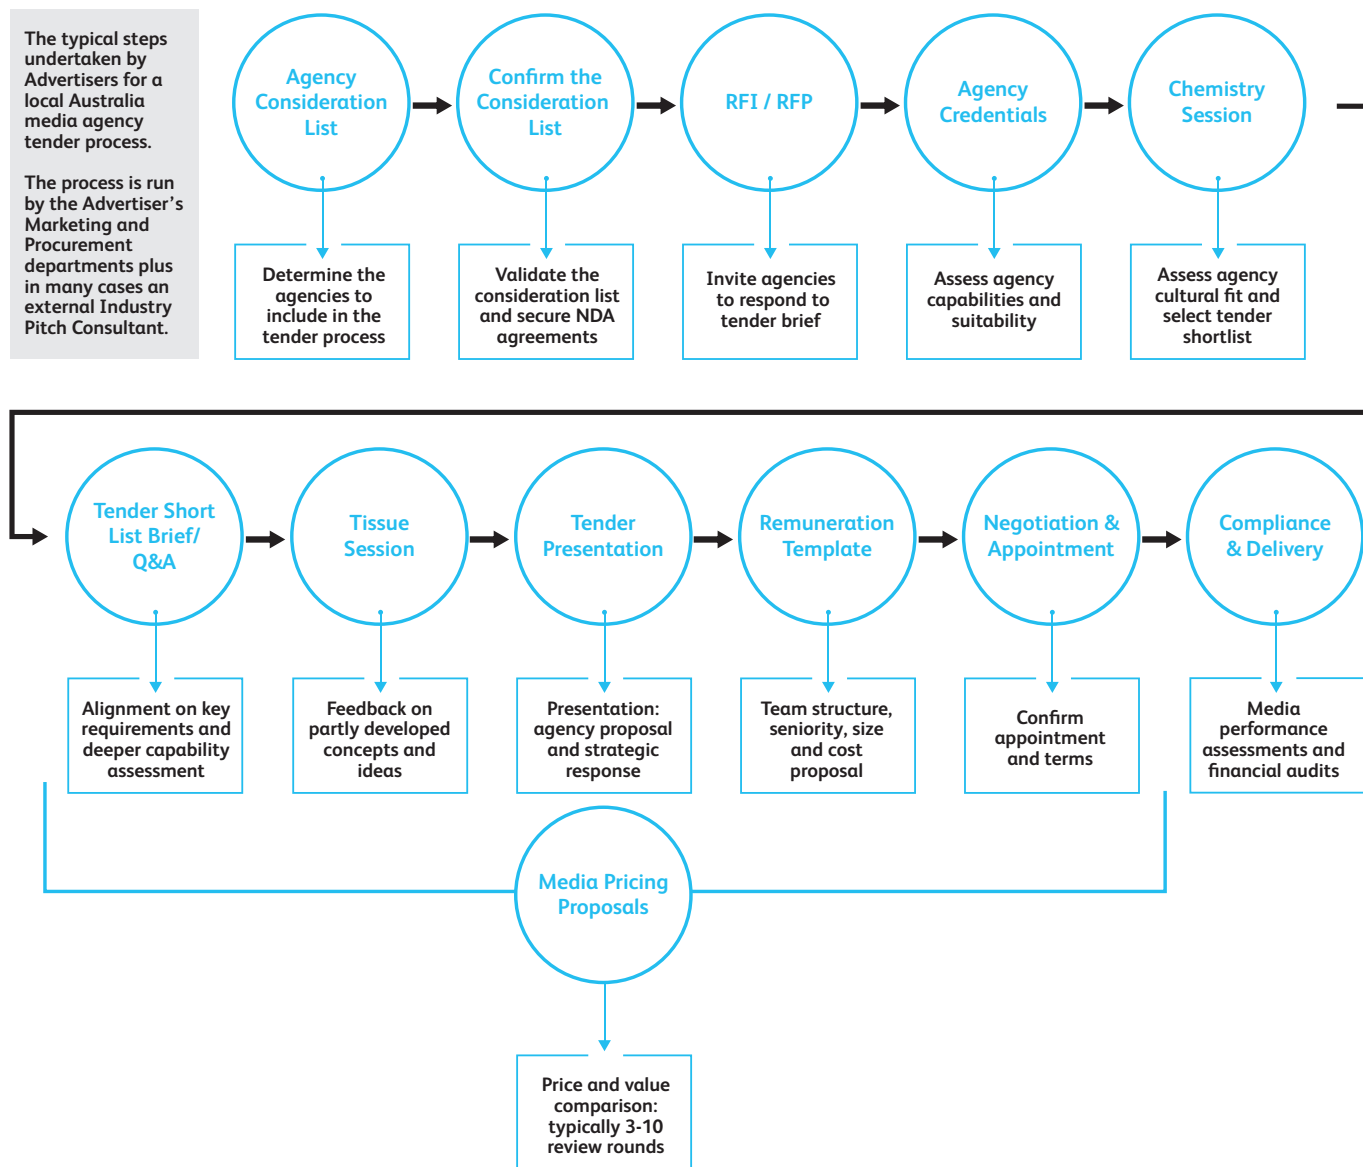 The typical steps
undertaken by
Advertisers for a
local Australia
media agency
tender process.
The process is run
by the Advertiser's
Marketing and
Procurement
departments plus
in many cases an
external Industry
Pitch Consultant.
Agency
Consideration
List
Confirm the
Consideration
List
RFI / RFP
Agency
Credentials
Chemistry
Session
Determine the
agencies to
include in the
tender process
Validate the
consideration list
and secure NDA
agreements
Invite agencies
to respond to
tender brief
Assess agency
capabilities and
suitability
Assess agency
cultural fit and
select tender
shortlist
Tender Short
List Brief/
Q&A
Tissue
Session
Tender
Presentation
Remuneration
Template
Negotiation &
Appointment
Compliance
& Delivery
Alignment on key
requirements and
deeper capability
assessment
Feedback on
partly developed
concepts and
ideas
Presentation:
agency proposal
and strategic
response
Team structure,
seniority, size
and cost
proposal
Confirm
appointment
and terms
Media
performance
assessments and
financial audits
Media Pricing
Proposals
Price and value
comparison:
typically 3-10
review rounds